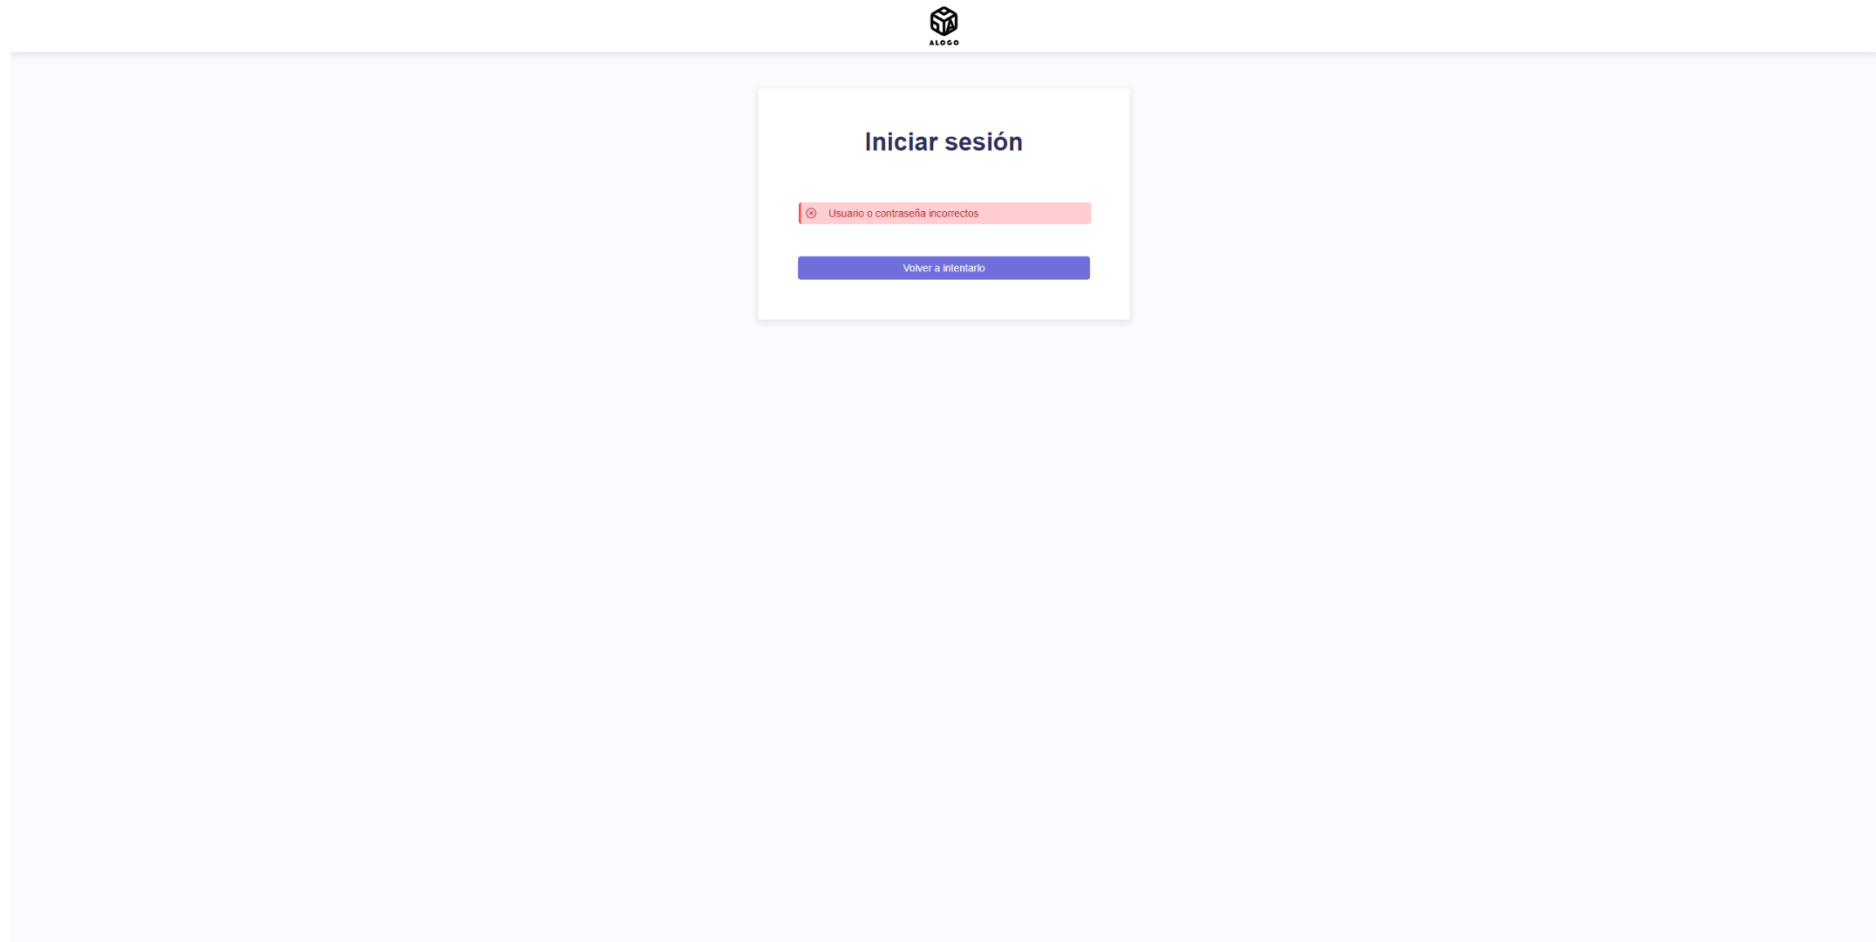 ALOGO
Iniciar sesión
Usuario o contraseña incorrectos
Volver a intentarlo